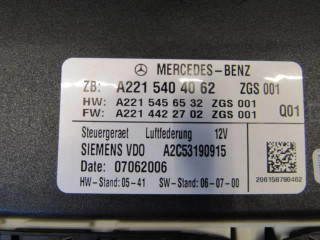 MERCEDES-BENZ
ZB: A221 540 40 62 ZGS 001
HW: A221 545 65 32 ZGS 001
FW: A221 442 27 02 ZGS 001 Q01
Steuergeraet Luftfederung 12V
SIEMENS VDO A2C53190915
Date: 07062006
HW-Stand: 05-41 SW-Stand: 06-07-00